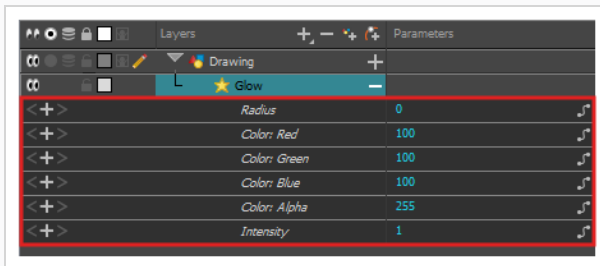 Layers Parameters
Drawing
Glow
Radius 0
Color: Red 100
Color: Green 100
Color: Blue 100
Color: Alpha 255
Intensity 1